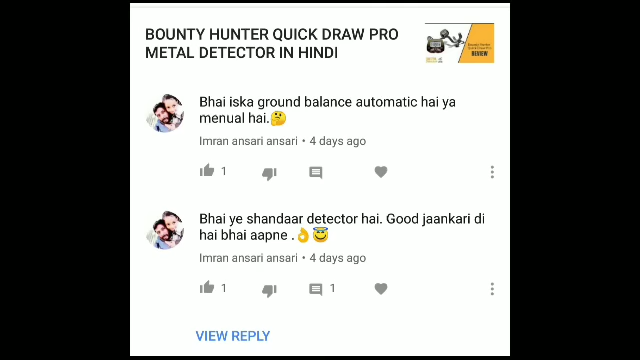 BOUNTY HUNTER QUICK DRAW PRO
METAL DETECTOR IN HINDI
REVIEW
Bhai iska ground balance automatic hai ya
menual hai.🤔
Imran ansari ansari • 4 days ago
1
Bhai ye shandaar detector hai. Good jaankari di
hai bhai aapne .👌😇
Imran ansari ansari • 4 days ago
1
1
VIEW REPLY